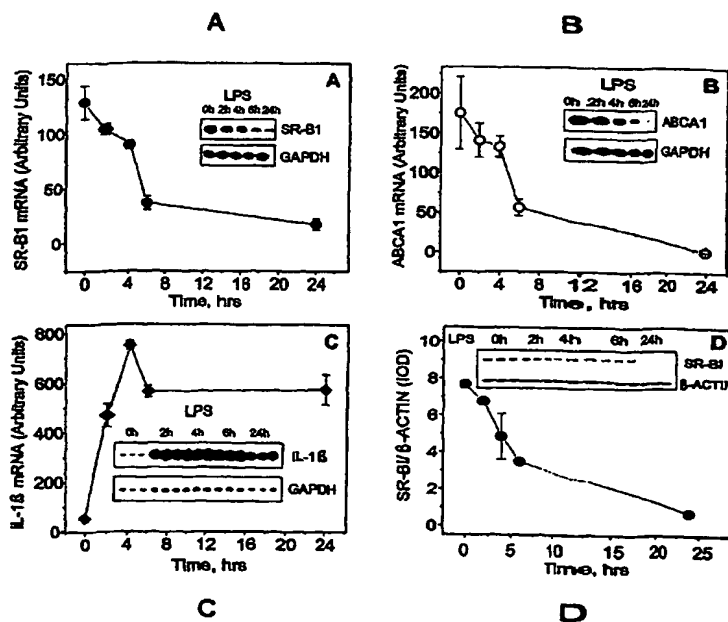 A
B
A
SR-B1 mRNA (Arbitrary Units)
150
100
50
0
LPS
0h 2h 4h 6h 24h
SR-B1
GAPDH
0 4 8 12 16 20 24
Time, hrs
B
ABCA1 mRNA (Arbitrary Units)
200
150
100
50
0
LPS
0h 2h 4h 6h 24h
ABCA1
GAPDH
0 4 8 12 16 20 24
Time, hrs
C
IL-1ß mRNA (Arbitrary Units)
800
600
400
200
0
LPS
0h 2h 4h 6h 24h
IL-1ß
GAPDH
0 4 8 12 16 20 24
Time, hrs
D
SR-BI/β-ACTIN (IOD)
10
8
6
4
2
0
LPS 0h 2h 4h 6h 24h
SR-BI
β-ACTIN
0 5 10 15 20 25
Time, hrs
C
D